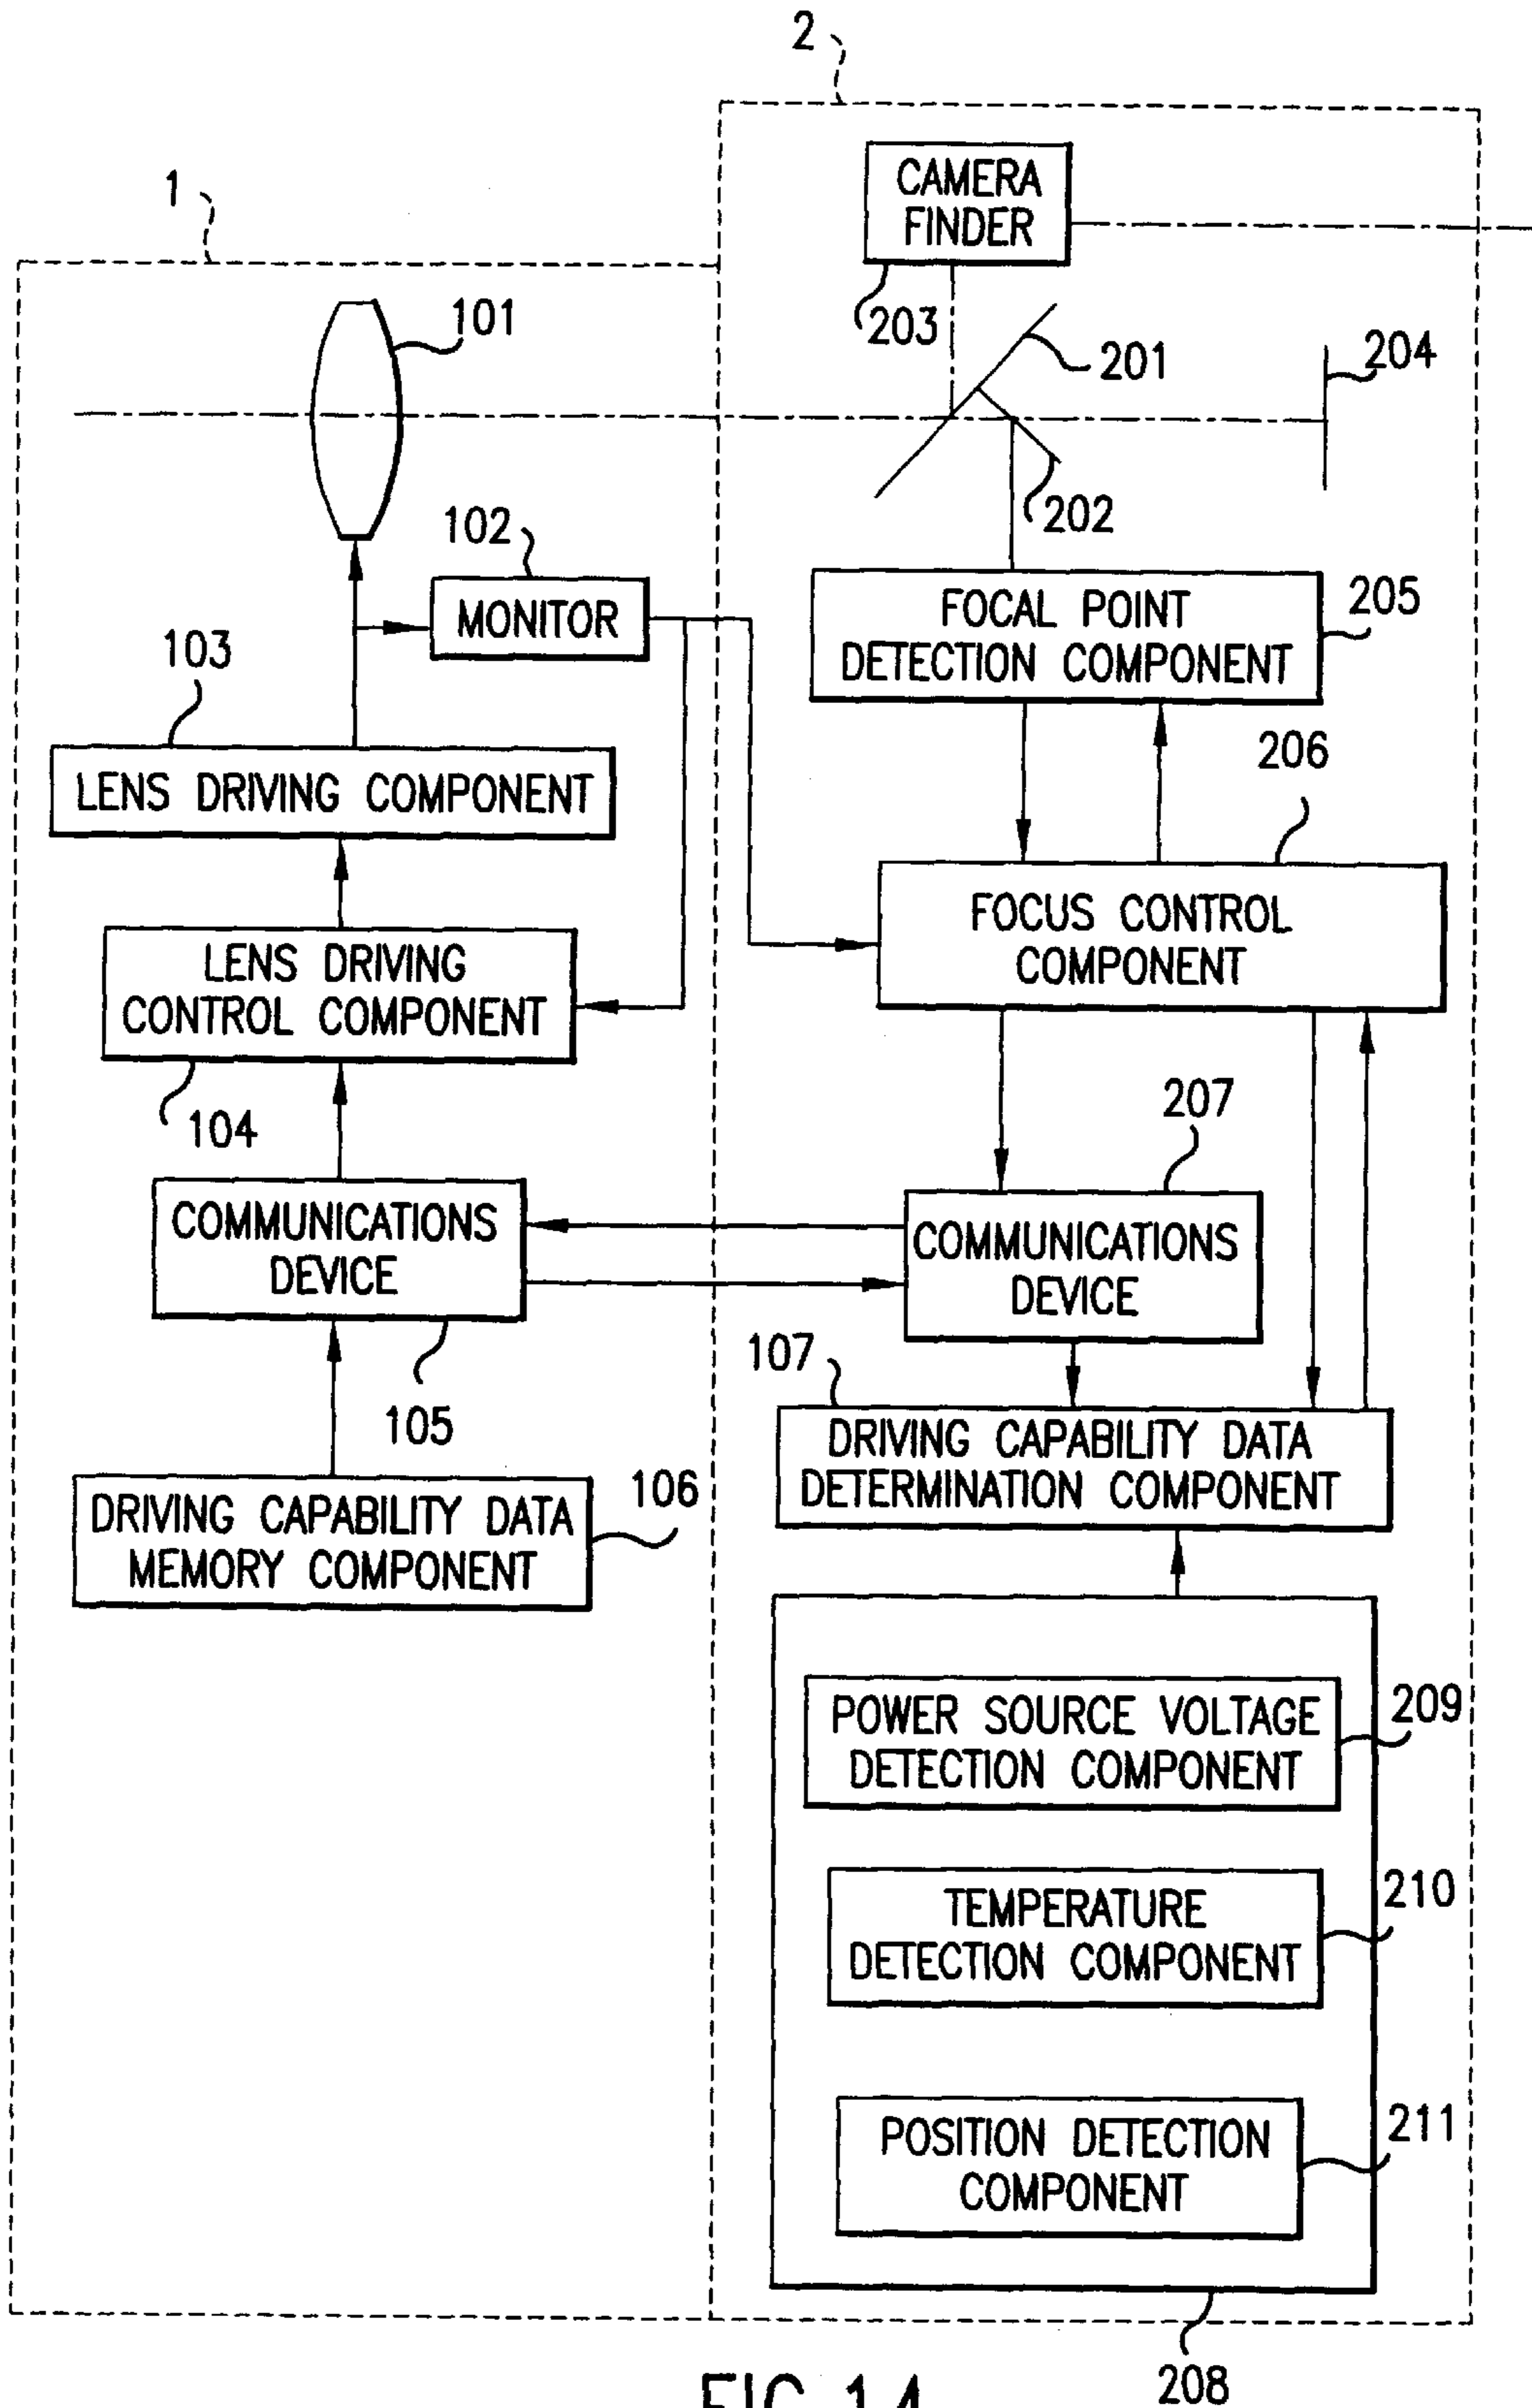 2
1
CAMERA
FINDER
203
101
201
204
202
102
MONITOR
FOCAL POINT
DETECTION COMPONENT
205
103
LENS DRIVING COMPONENT
206
FOCUS CONTROL
COMPONENT
LENS DRIVING
CONTROL COMPONENT
104
207
COMMUNICATIONS
DEVICE
COMMUNICATIONS
DEVICE
105
107
DRIVING CAPABILITY DATA
DETERMINATION COMPONENT
DRIVING CAPABILITY DATA
MEMORY COMPONENT
106
POWER SOURCE VOLTAGE
DETECTION COMPONENT
209
TEMPERATURE
DETECTION COMPONENT
210
POSITION DETECTION
COMPONENT
211
208
FIG. 14